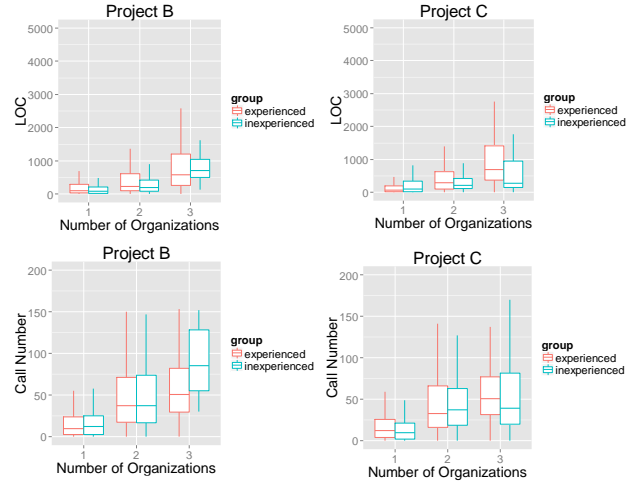 Project B
5000
4000
3000
2000
1000
0
LOC
1 2 3
Number of Organizations
group
experienced
inexperienced
Project C
5000
4000
3000
2000
1000
0
LOC
1 2 3
Number of Organizations
group
experienced
inexperienced
Project B
200
150
100
50
0
Call Number
1 2 3
Number of Organizations
group
experienced
inexperienced
Project C
200
150
100
50
0
Call Number
1 2 3
Number of Organizations
group
experienced
inexperienced